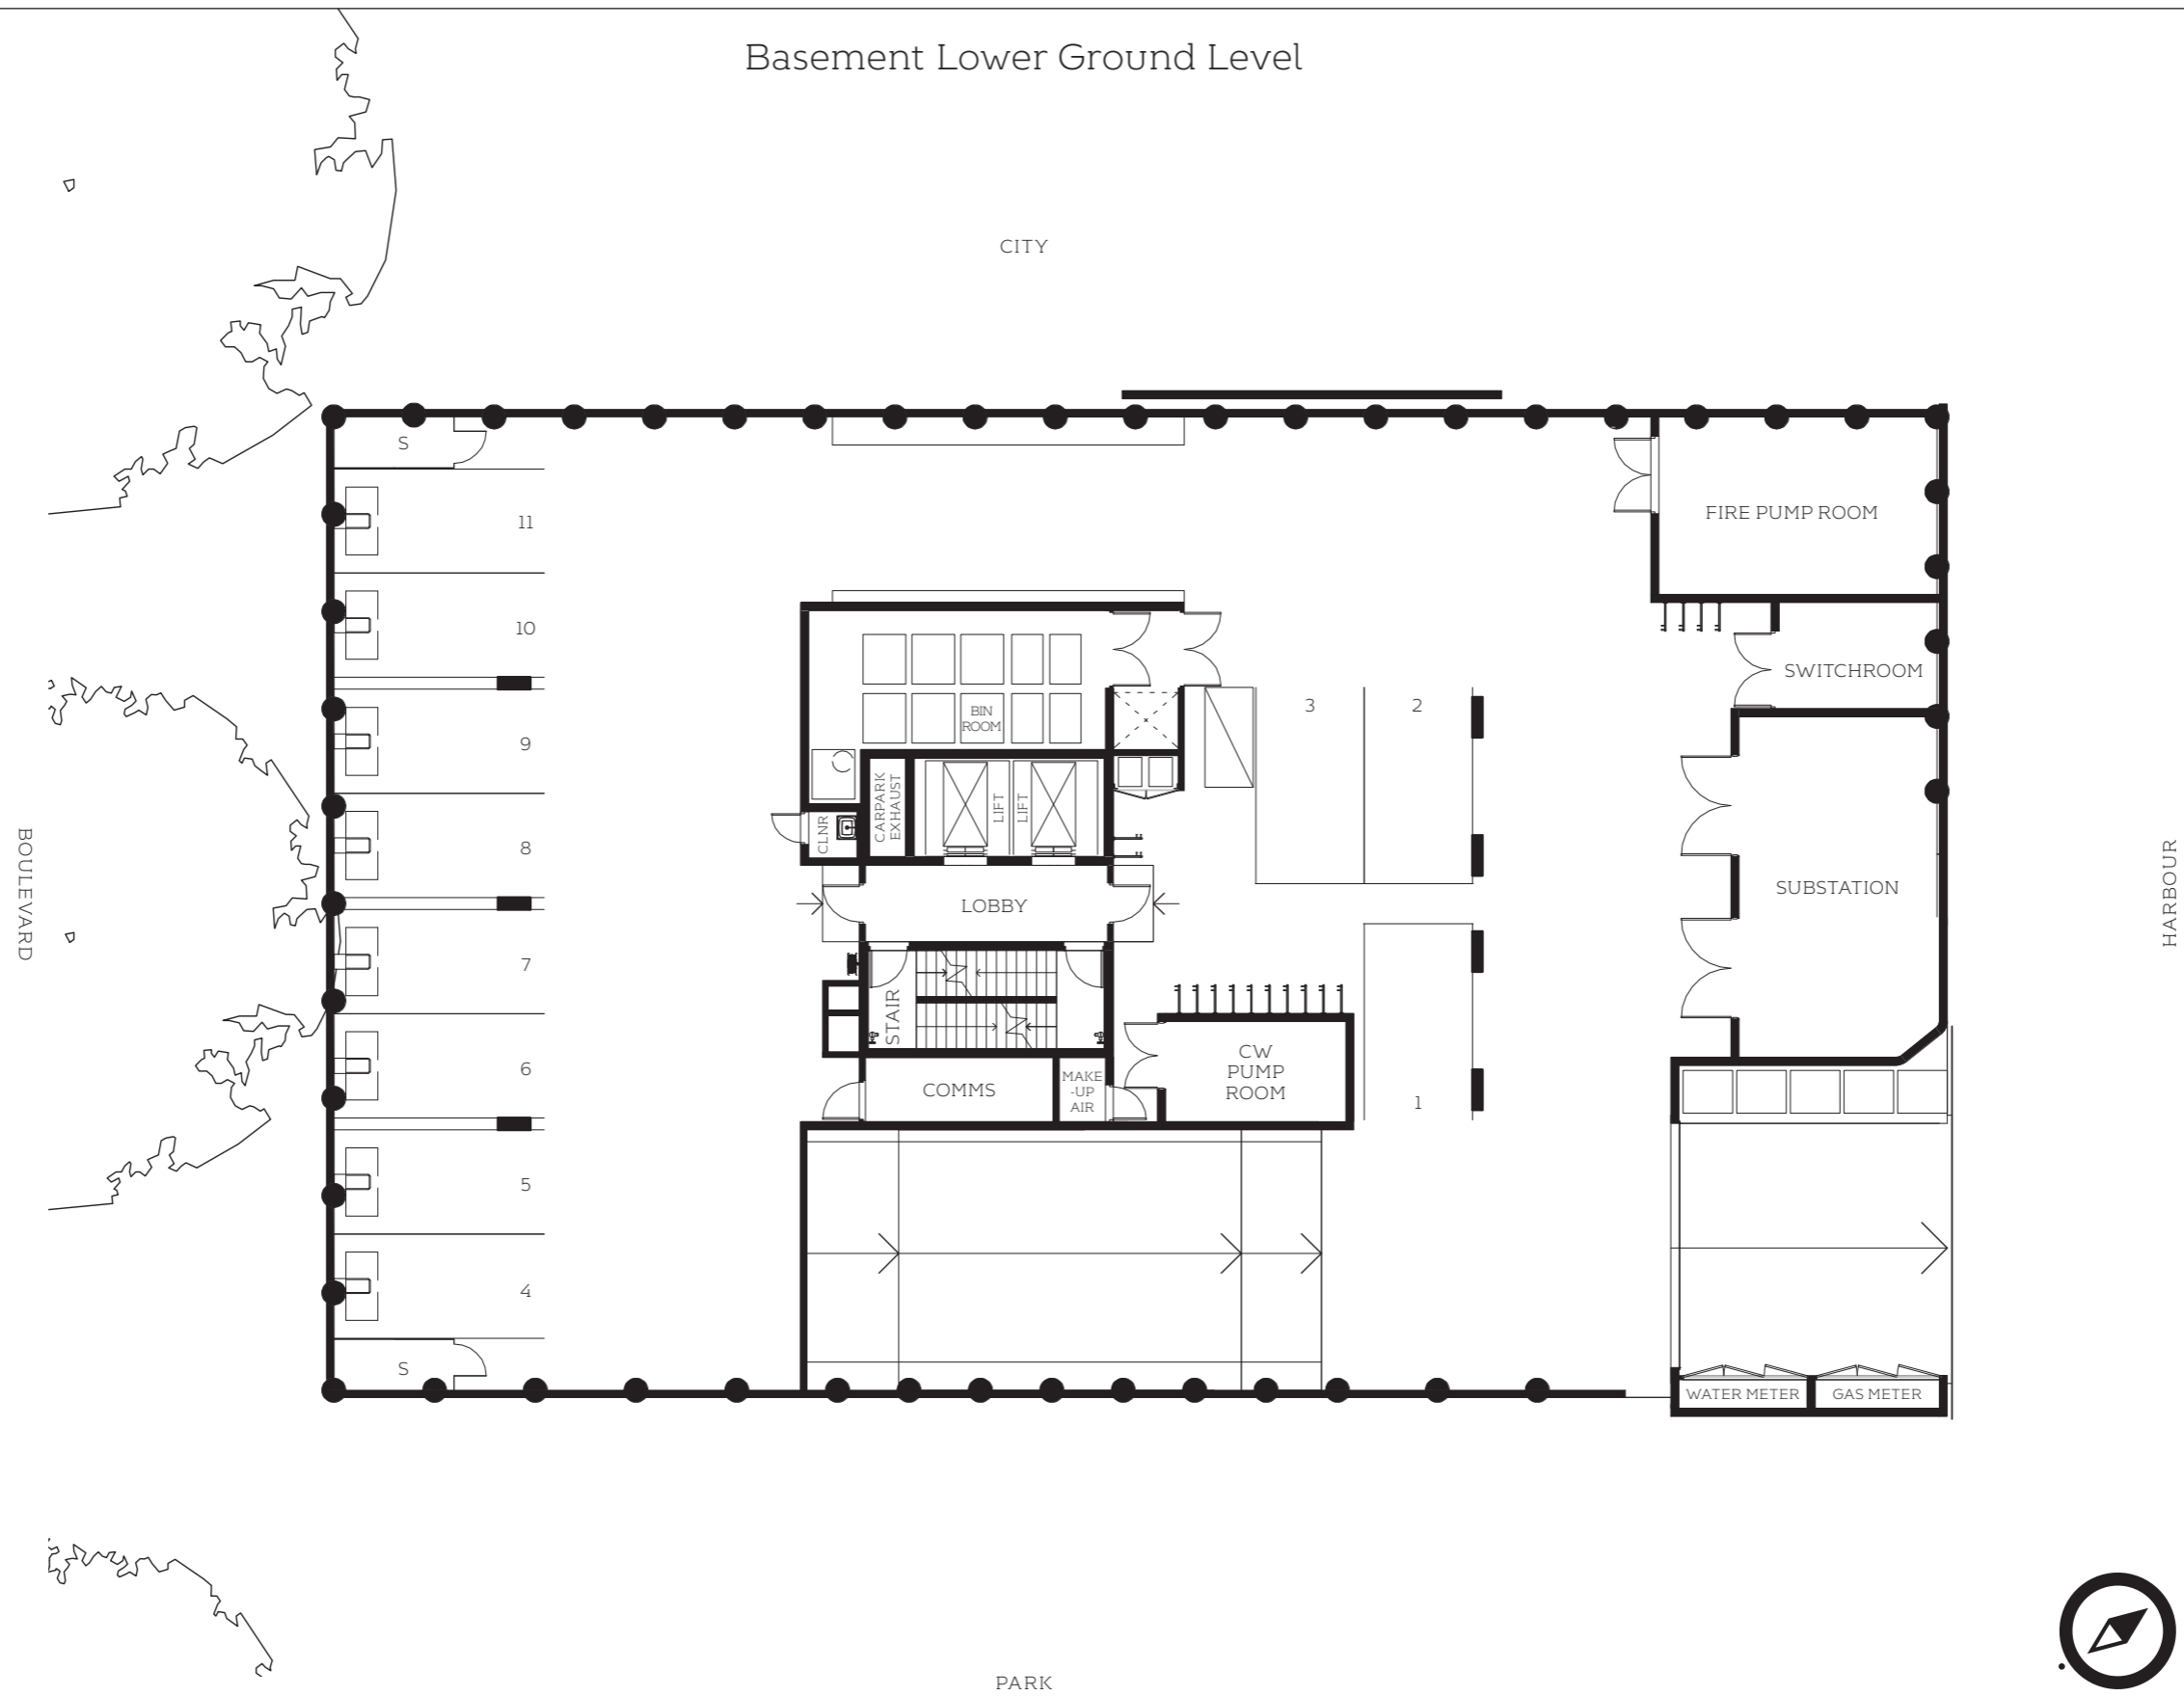 Basement Lower Ground Level
CITY
S
11
FIRE PUMP ROOM
10
SWITCHROOM
3
2
BIN
ROOM
9
CARPARK
EXHAUST
LIFT
LIFT
CLNR
8
SUBSTATION
BOULEVARD
HARBOUR
LOBBY
7
STAIR
6
CW
PUMP
ROOM
COMMS
MAKE
-UP
AIR
1
5
4
S
WATER METER
GAS METER
PARK